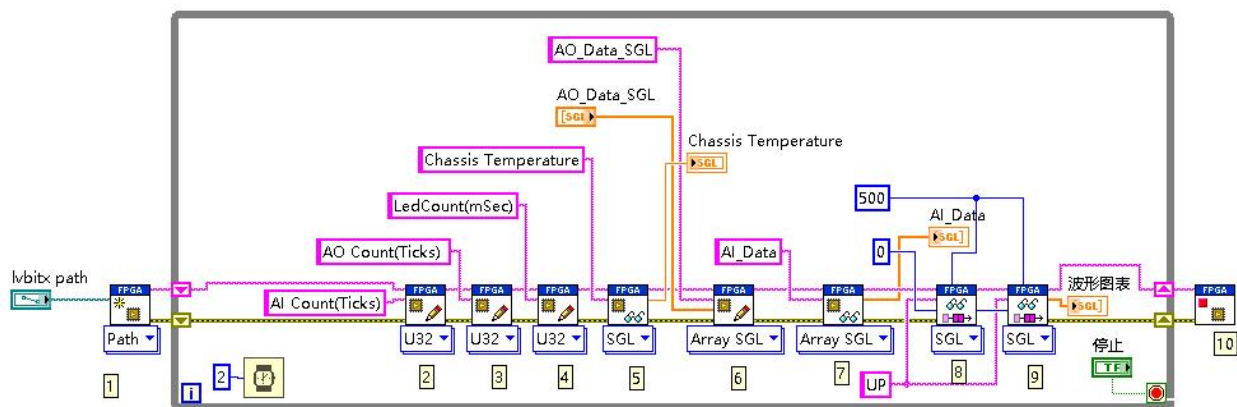 AO_Data_SGL
AO_Data_SGL
[SGL
Chassis Temperature
SGL
Chassis Temperature
LedCount(mSec)
500
AI_Data
SGL]
AO Count(Ticks)
AI_Data
0
lvbitx path
AI Count(Ticks)
波形图表
SGL]
FPGA
FPGA
FPGA
FPGA
FPGA
FPGA
FPGA
FPGA
FPGA
FPGA
Path
U32
U32
U32
SGL
Array SGL
Array SGL
SGL
SGL
停止
TF
1
i
2
2
3
4
5
6
7
UP
8
9
10